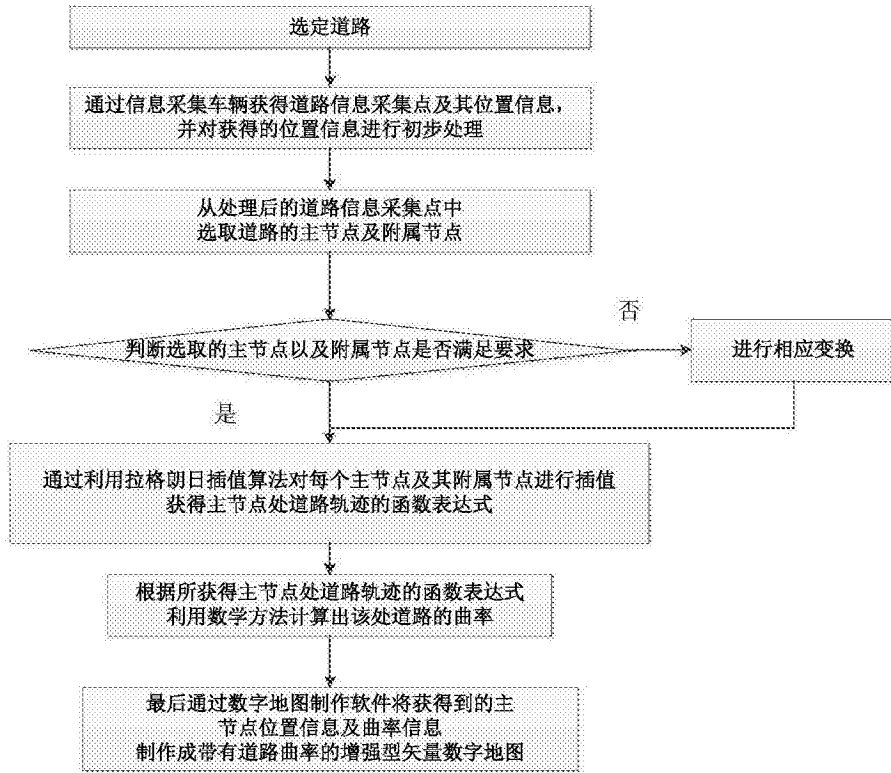 选定道路
通过信息采集车辆获得道路信息采集点及其位置信息，
并对获得的位置信息进行初步处理
从处理后的道路信息采集点中
选取道路的主节点及附属节点
否
判断选取的主节点以及附属节点是否满足要求
进行相应变换
是
通过利用拉格朗日插值算法对每个主节点及其附属节点进行插值
获得主节点处道路轨迹的函数表达式
根据所获得主节点处道路轨迹的函数表达式
利用数学方法计算出该处道路的曲率
最后通过数字地图制作软件将获得到的主
节点位置信息及曲率信息
制作成带有道路曲率的增强型矢量数字地图